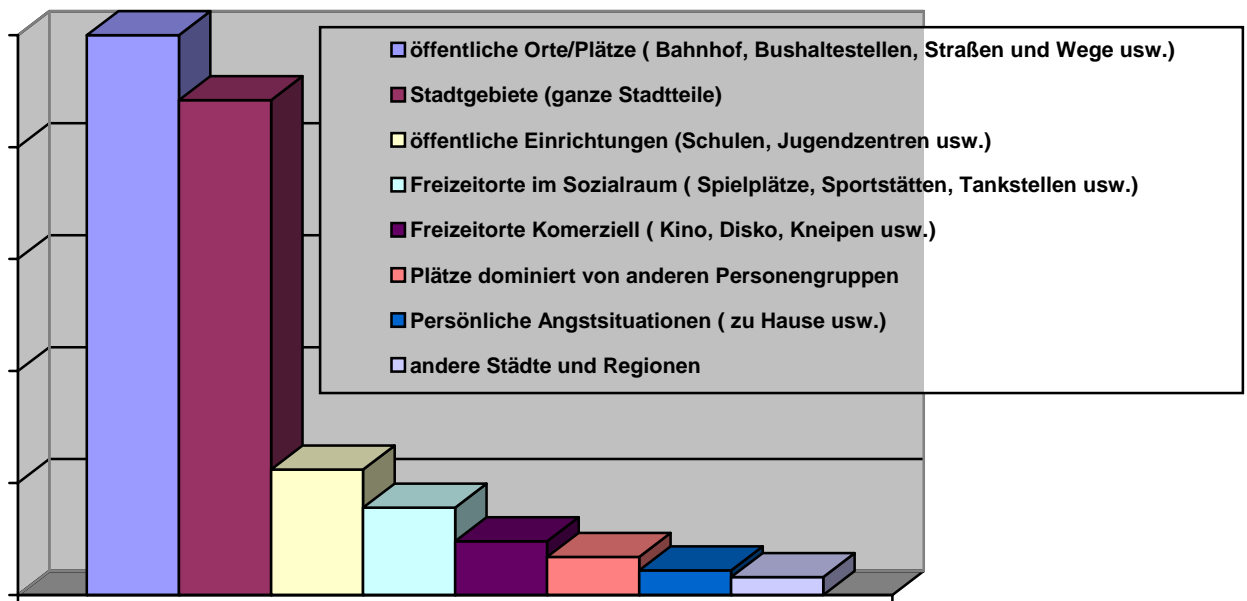 öffentliche Orte/Plätze ( Bahnhof, Bushaltestellen, Straßen und Wege usw.)
Stadtgebiete (ganze Stadtteile)
öffentliche Einrichtungen (Schulen, Jugendzentren usw.)
Freizeitorte im Sozialraum ( Spielplätze, Sportstätten, Tankstellen usw.)
Freizeitorte Komerziell ( Kino, Disko, Kneipen usw.)
Plätze dominiert von anderen Personengruppen
Persönliche Angstsituationen ( zu Hause usw.)
andere Städte und Regionen